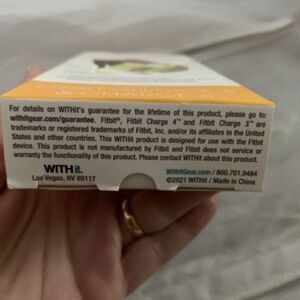 For details on WITHit's guarantee for the lifetime of this product, please go to:
withitgear.com/guarantee. Fitbit®, Fitbit Charge 4™ and Fitbit Charge 3™ are
trademarks or registered trademarks of Fitbit, Inc. and/or its affiliates in the United
States and other countries. This WITHit product is designed for use with the Fitbit
device. This product is not manufactured by Fitbit and Fitbit does not service or
warranty the functionality of this product. Please contact WITHit about this product.
WITHit.
Las Vegas, NV 89117
WithitGear.com / 800.701.9484
©2021 WITHit / Made in China